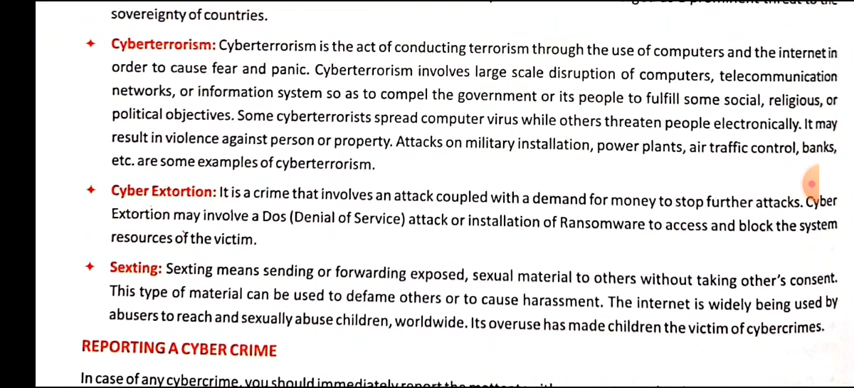 sovereignty of countries.
Cyberterrorism: Cyberterrorism is the act of conducting terrorism through the use of computers and the internet in
order to cause fear and panic. Cyberterrorism involves large scale disruption of computers, telecommunication
networks, or information system so as to compel the government or its people to fulfill some social, religious, or
political objectives. Some cyberterrorists spread computer virus while others threaten people electronically. It may
result in violence against person or property. Attacks on military installation, power plants, air traffic control, banks,
etc. are some examples of cyberterrorism.
Cyber Extortion: It is a crime that involves an attack coupled with a demand for money to stop further attacks. Cyber
Extortion may involve a Dos (Denial of Service) attack or installation of Ransomware to access and block the system
resources of the victim.
Sexting: Sexting means sending or forwarding exposed, sexual material to others without taking other's consent.
This type of material can be used to defame others or to cause harassment. The internet is widely being used by
abusers to reach and sexually abuse children, worldwide. Its overuse has made children the victim of cybercrimes.
REPORTING A CYBER CRIME
In case of any cybercrime, you should immediately report the